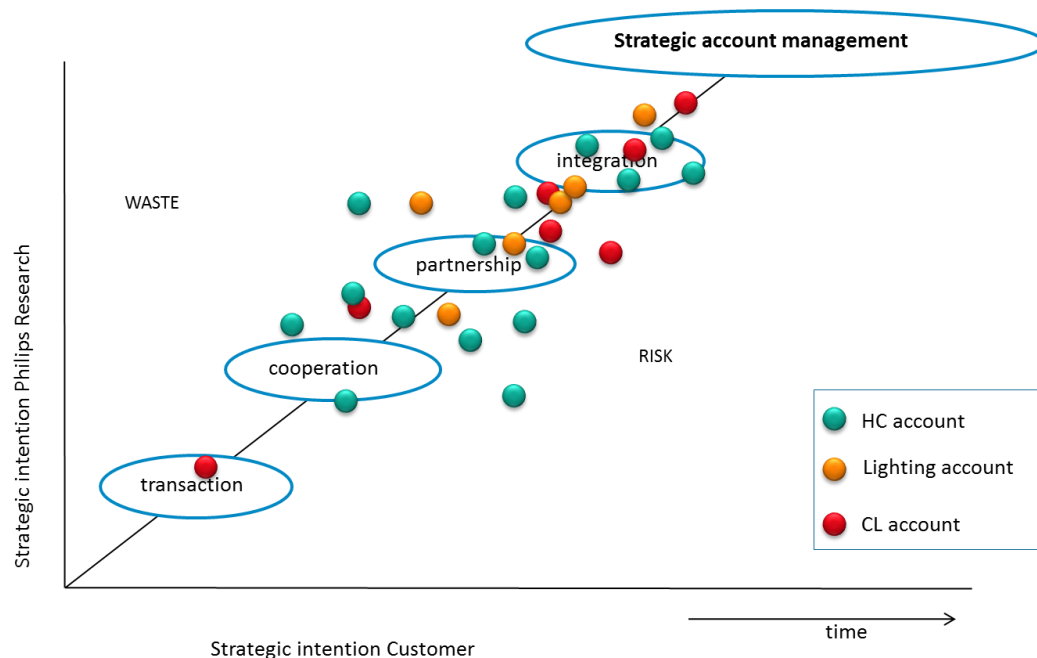 Strategic account management
integration
WASTE
partnership
RISK
cooperation
transaction
Strategic intention Philips Research
HC account
Lighting account
CL account
time
Strategic intention Customer